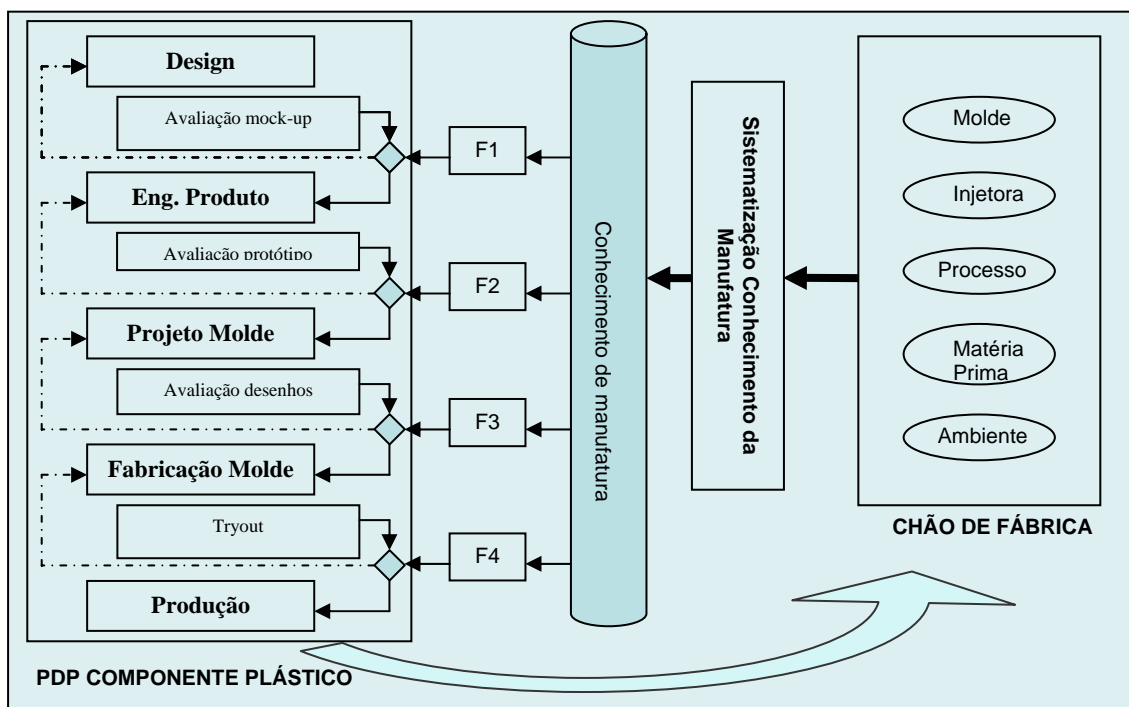 Design
Avaliação mock-up
Eng. Produto
Avaliação protótipo
Projeto Molde
Avaliação desenhos
Fabricação Molde
Tryout
Produção
PDP COMPONENTE PLÁSTICO
F1
F2
F3
F4
Conhecimento de manufatura
Sistematização Conhecimento da
Manufatura
Molde
Injetora
Processo
Matéria
Prima
Ambiente
CHÃO DE FÁBRICA